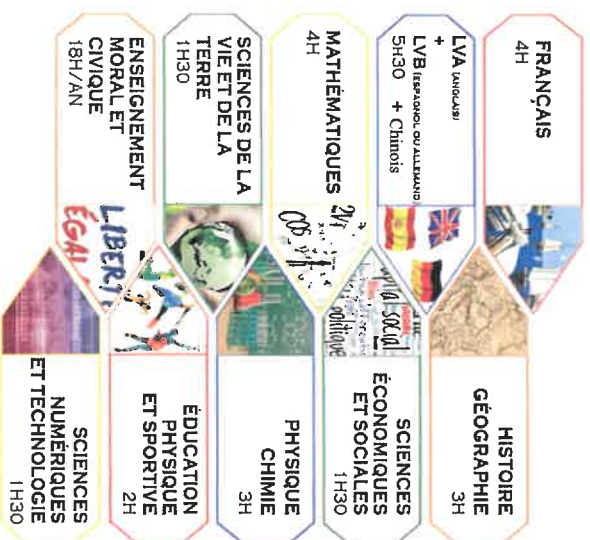 FRANÇAIS
4H
HISTOIRE
GÉOGRAPHIE
3H
LVA (ANGLAIS)
+
LVB (ESPAGNOL OU ALLEMAND)
5H30 + Chinois
SCIENCES
ÉCONOMIQUES
ET SOCIALES
1H30
social
politique
MATHÉMATIQUES
4H
PHYSIQUE
CHIMIE
3H
SCIENCES DE LA
VIE ET DE LA
TERRE
1H30
ÉDUCATION
PHYSIQUE
ET SPORTIVE
2H
ENSEIGNEMENT
MORAL ET
CIVIQUE
18H/AN
SCIENCES
NUMÉRIQUES
ET TECHNOLOGIE
1H30